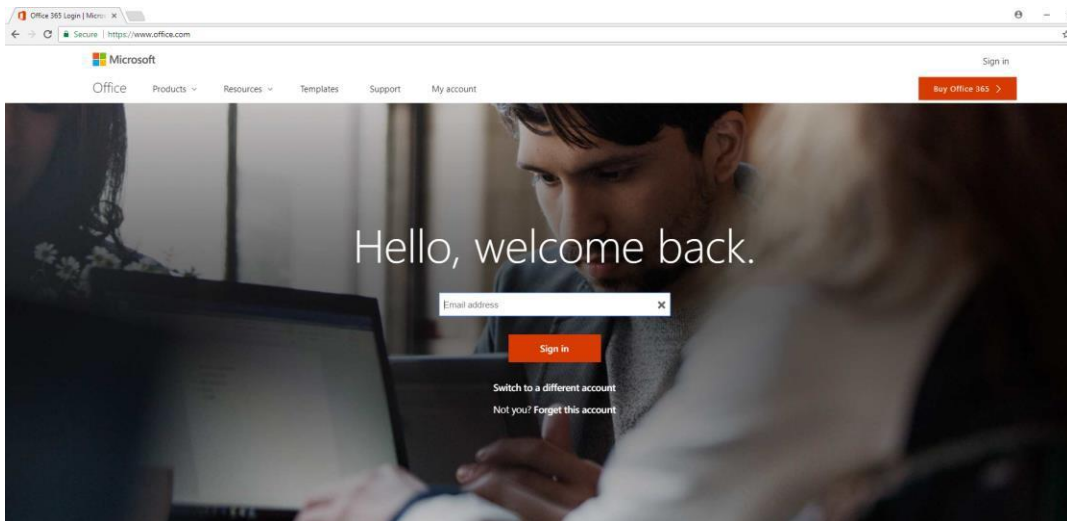 Office 365 Login | Micros
Secure | https://www.office.com
Microsoft
Sign in
Office Products Resources Templates Support My account
Buy Office 365
Hello, welcome back.
Email address
Sign in
Switch to a different account
Not you? Forget this account